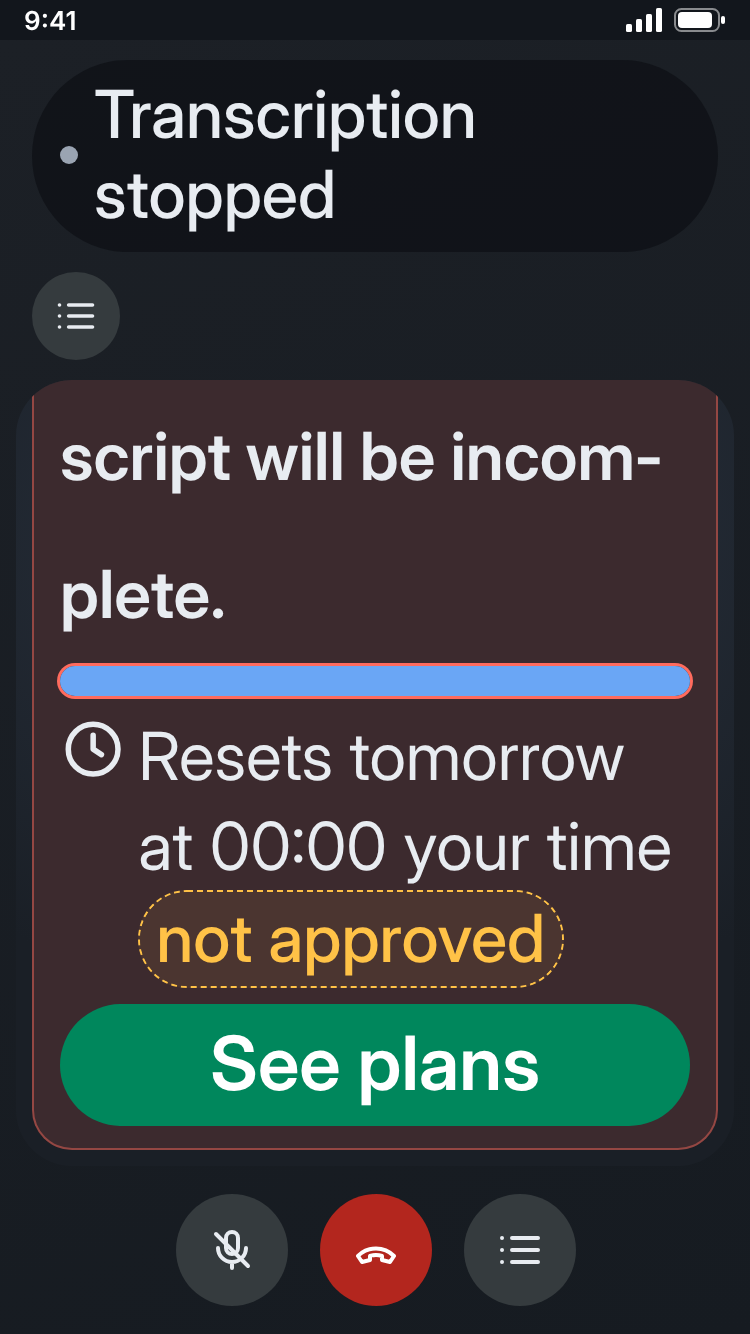 9:41
Transcription
stopped
script will be incom-
plete.
Resets tomorrow
at 00:00 your time
not approved
See plans